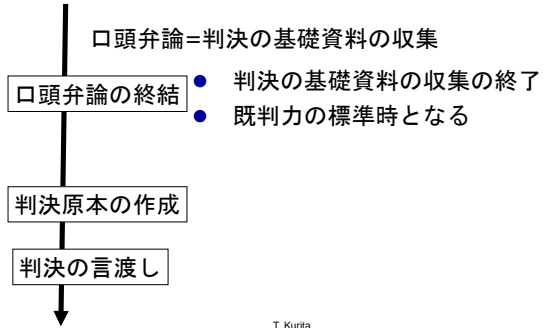 口頭弁論=判決の基礎資料の収集
口頭弁論の終結
● 判決の基礎資料の収集の終了
● 既判力の標準時となる
判決原本の作成
判決の言渡し
T. Kurita